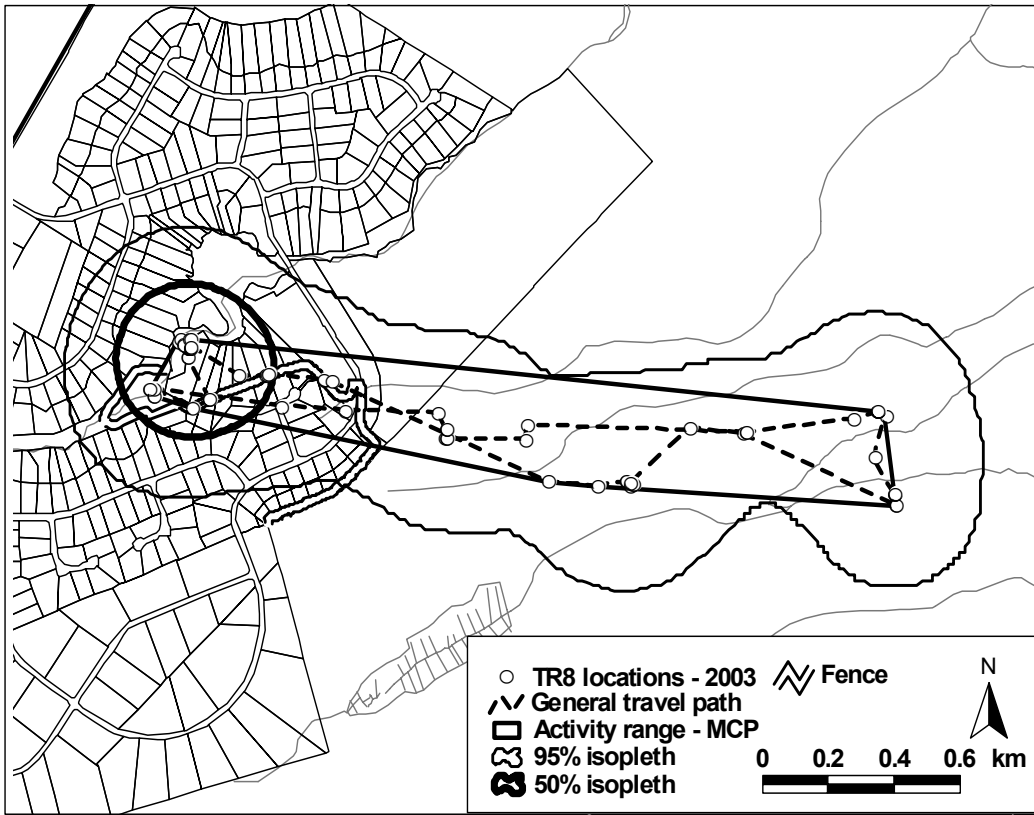 TR8 locations - 2003 Fence
General travel path
Activity range - MCP
95% isopleth
50% isopleth
N
0 0.2 0.4 0.6 km